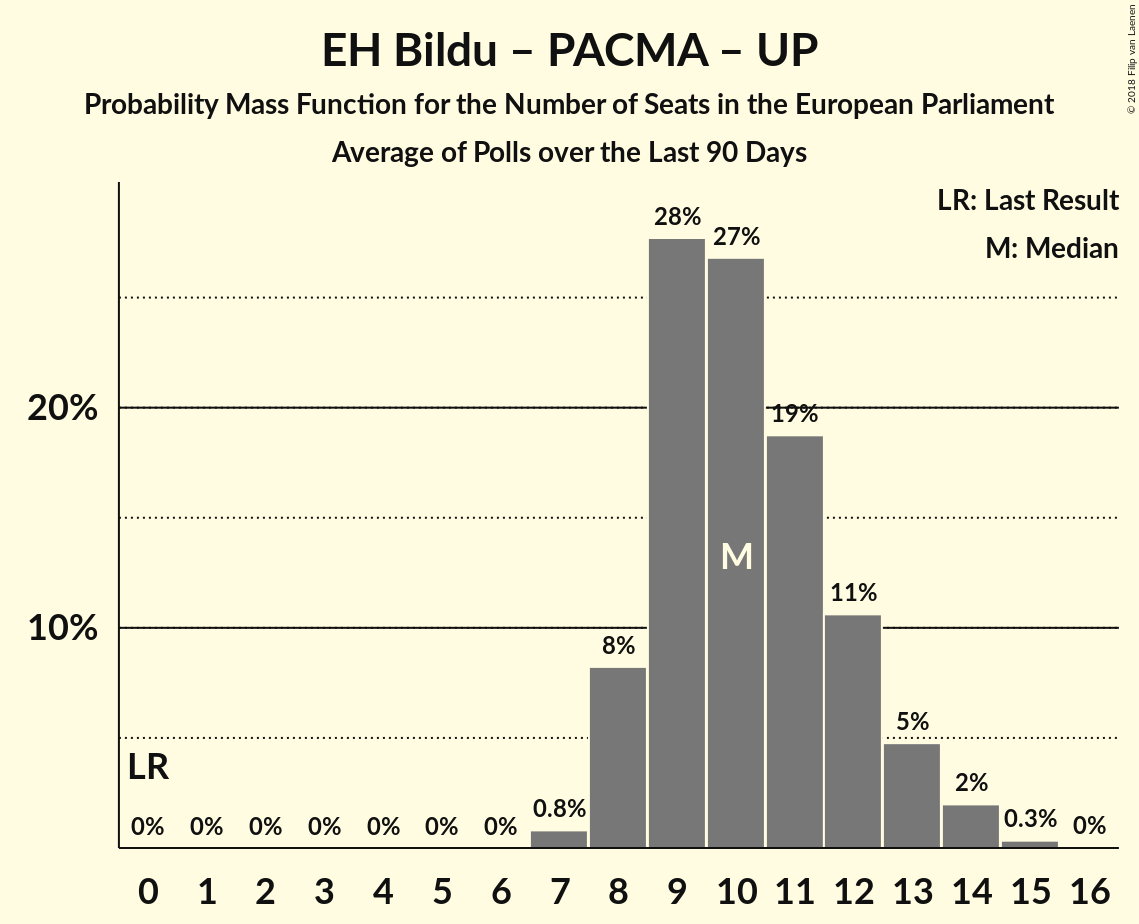 EH Bildu – PACMA – UP
Probability Mass Function for the Number of Seats in the European Parliament
Average of Polls over the Last 90 Days
© 2018 Filip van Laenen
LR: Last Result
M: Median
28%
27%
20%
19%
M
11%
10%
8%
5%
LR
2%
0% 0% 0% 0% 0% 0% 0% 0.8% 0.3% 0%
0 1 2 3 4 5 6 7 8 9 10 11 12 13 14 15 16